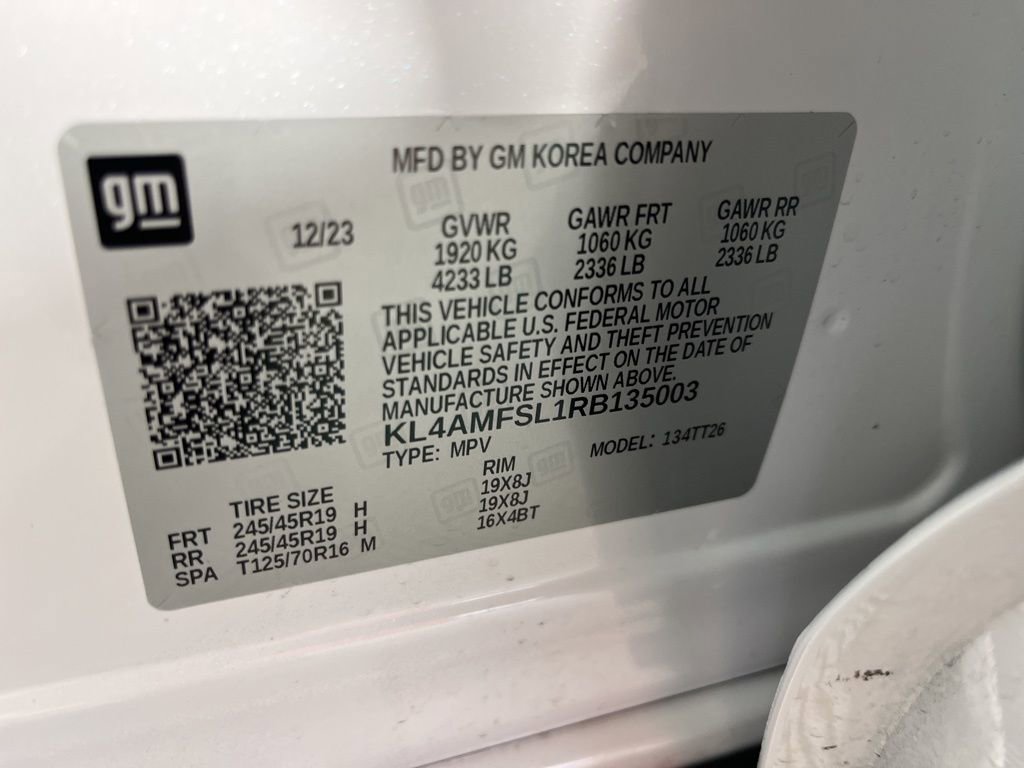 gm
MFD BY GM KOREA COMPANY
12/23
GVWR GAWR FRT GAWR RR
1920 KG 1060 KG 1060 KG
4233 LB 2336 LB 2336 LB
THIS VEHICLE CONFORMS TO ALL
APPLICABLE U.S. FEDERAL MOTOR
VEHICLE SAFETY AND THEFT PREVENTION
STANDARDS IN EFFECT ON THE DATE OF
MANUFACTURE SHOWN ABOVE.
KL4AMFSL1RB135003
TYPE: MPV MODEL: 134TT26
TIRE SIZE RIM
FRT 245/45R19 H 19X8J
RR 245/45R19 H 19X8J
SPA T125/70R16 M 16X4BT